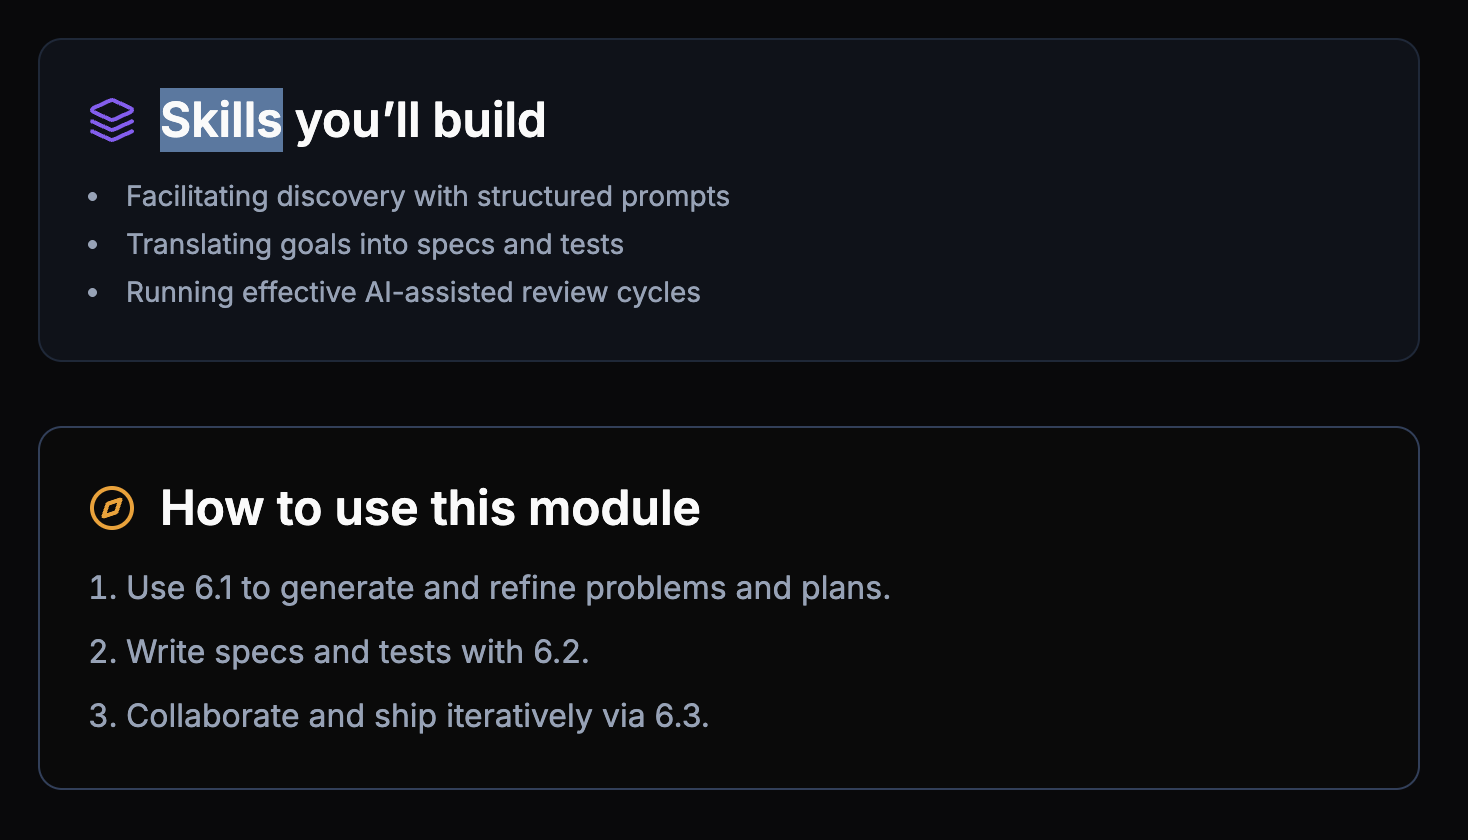 Skills you’ll build
• Facilitating discovery with structured prompts
• Translating goals into specs and tests
• Running effective AI-assisted review cycles
How to use this module
1. Use 6.1 to generate and refine problems and plans.
2. Write specs and tests with 6.2.
3. Collaborate and ship iteratively via 6.3.